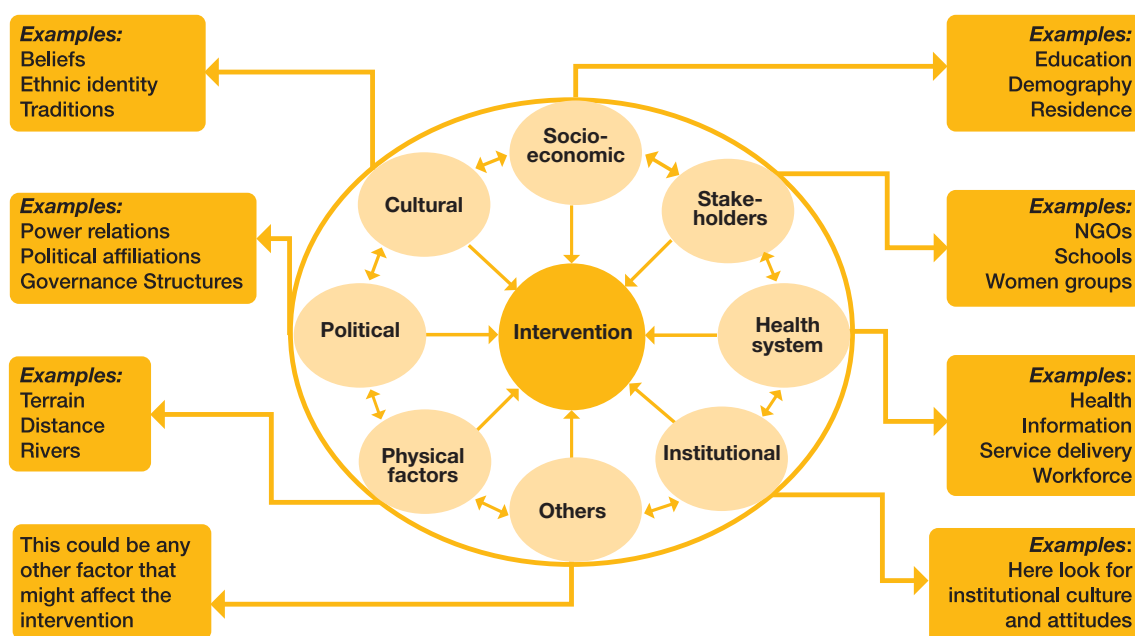 Examples:
Beliefs
Ethnic identity
Traditions
Examples:
Power relations
Political affiliations
Governance Structures
Examples:
Terrain
Distance
Rivers
This could be any
other factor that
might affect the
intervention
Socio-
economic
Cultural
Stake-
holders
Political
Intervention
Health
system
Physical
factors
Institutional
Others
Examples:
Education
Demography
Residence
Examples:
NGOs
Schools
Women groups
Examples:
Health
Information
Service delivery
Workforce
Examples:
Here look for
institutional culture
and attitudes